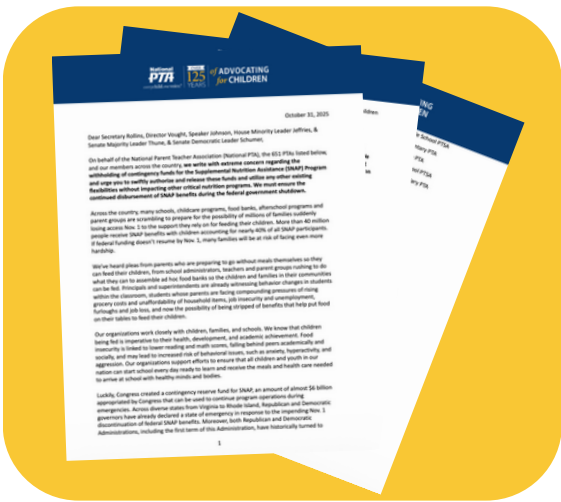 National
PTA
125
YEARS
of ADVOCATING
for CHILDREN
October 31, 2025
Dear Secretary Rollins, Director Vought, Speaker Johnson, House Minority Leader Jeffries, &
Senate Majority Leader Thune, & Senate Democratic Leader Schumer,
On behalf of the National Parent Teacher Association (National PTA), the 651 PTAs listed below,
and our members across the country, we write with extreme concern regarding the
withholding of contingency funds for the Supplemental Nutrition Assistance (SNAP) Program
and urge you to swiftly authorize and release these funds and utilize any other existing
flexibilities without impacting other critical nutrition programs. We must ensure the
continued disbursement of SNAP benefits during the federal government shutdown.
Across the country, many schools, childcare programs, food banks, afterschool programs and
parent groups are scrambling to prepare for the possibility of millions of families suddenly
losing access Nov. 1 to the support they rely on for feeding their children. More than 40 million
people receive SNAP benefits with children accounting for nearly 40% of all SNAP participants.
If federal funding doesn't resume by Nov. 1, many families will be at risk of facing even more
hardship.
We've heard pleas from parents who are preparing to go without meals themselves so they
can feed their children, from school administrators, teachers and parent groups rushing to do
what they can to assemble ad hoc food banks so the children and families in their communities
can be fed. Principals and superintendents are already witnessing behavior changes in students
within the classroom, students whose parents are facing compounding pressures of rising
grocery costs and unaffordability of household items, job insecurity and unemployment,
furloughs and job loss, and now the possibility of being stripped of benefits that help put food
on their tables to feed their children.
Our organizations work closely with children, families, and schools. We know that children
being fed is imperative to their health, development, and academic achievement. Food
insecurity is linked to lower reading and math scores, falling behind peers academically and
socially, and may lead to increased risk of behavioral issues, such as anxiety, hyperactivity, and
aggression. Our organizations support efforts to ensure that all children and youth in our
nation can start school every day ready to learn and receive the meals and health care needed
to arrive at school with healthy minds and bodies.
Luckily, Congress created a contingency reserve fund for SNAP, an amount of almost $6 billion
appropriated by Congress that can be used to continue program operations during
emergencies. Across diverse states from Virginia to Rhode Island, Republican and Democratic
governors have already declared a state of emergency in response to the impending Nov. 1
discontinuation of federal SNAP benefits. Moreover, both Republican and Democratic
Administrations, including the first term of this Administration, have historically turned to
1
School PTSA
PTA
PTA
PTSA
PTA